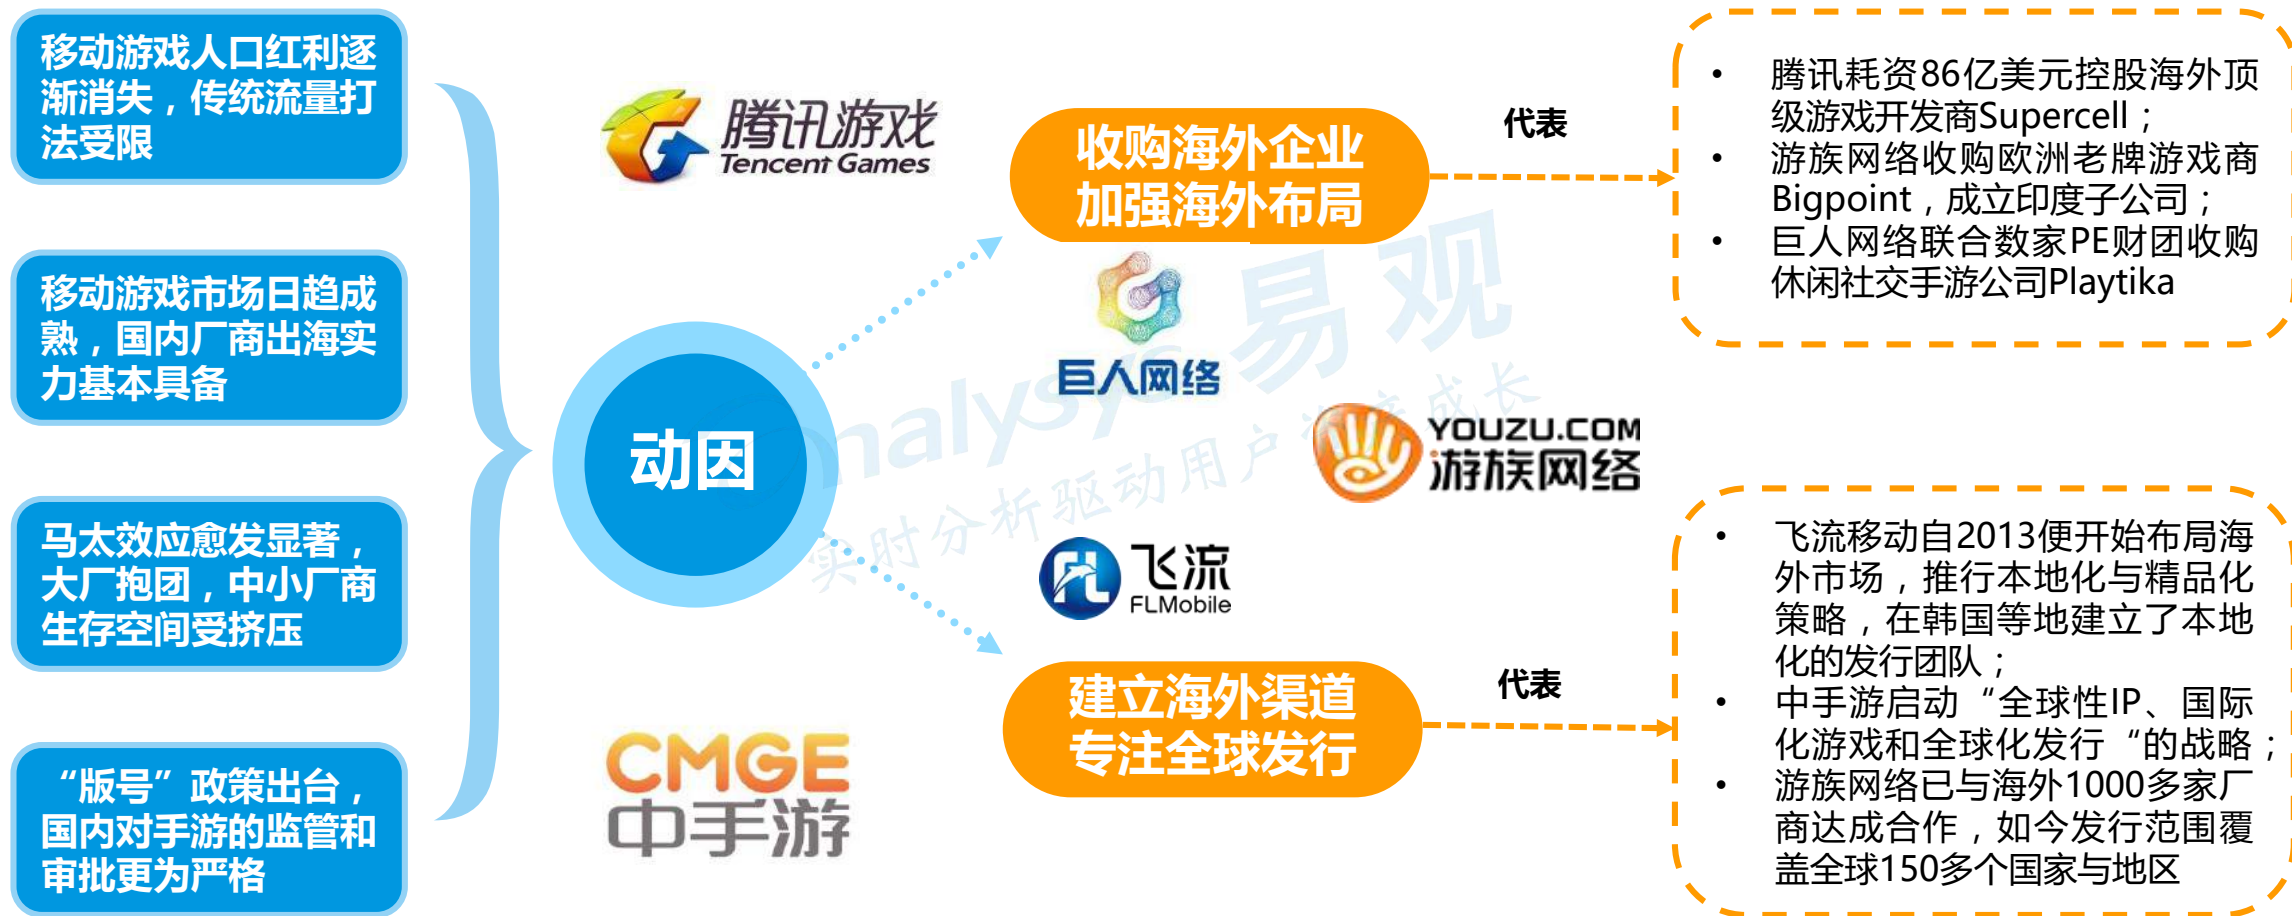 移动游戏人口红利逐
渐消失，传统流量打
法受限
移动游戏市场日趋成
熟，国内厂商出海实
力基本具备
马太效应愈发显著，
大厂抱团，中小厂商
生存空间受挤压
“版号”政策出台，
国内对手游的监管和
审批更为严格
动因
腾讯游戏
Tencent Games
收购海外企业
加强海外布局
巨人网络
YOUZU.COM
游族网络
飞流
FLMobile
CMGE
中手游
建立海外渠道
专注全球发行
代表
代表
• 腾讯耗资86亿美元控股海外顶
级游戏开发商Supercell；
• 游族网络收购欧洲老牌游戏商
Bigpoint，成立印度子公司；
• 巨人网络联合数家PE财团收购
休闲社交手游公司Playtika
• 飞流移动自2013便开始布局海
外市场，推行本地化与精品化
策略，在韩国等地建立了本地
化的发行团队；
• 中手游启动“全球性IP、国际
化游戏和全球化发行“的战略；
• 游族网络已与海外1000多家厂
商达成合作，如今发行范围覆
盖全球150多个国家与地区
analysys 易观
实时分析驱动用户成长